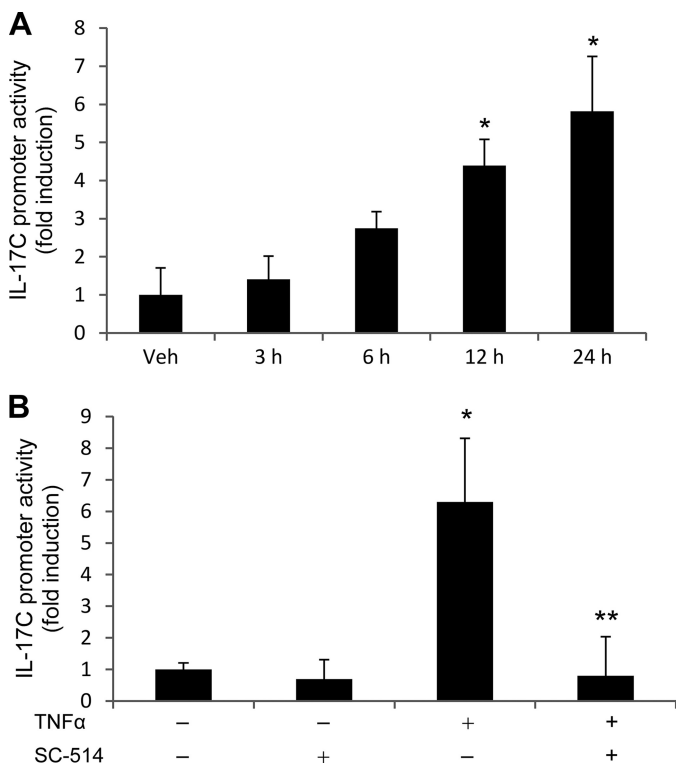 A
IL-17C promoter activity
(fold induction)
8
7
6
5
4
3
2
1
0
*
*
Veh 3 h 6 h 12 h 24 h
B
IL-17C promoter activity
(fold induction)
9
8
7
6
5
4
3
2
1
0
*
**
TNFα – – + +
SC-514 – + – +